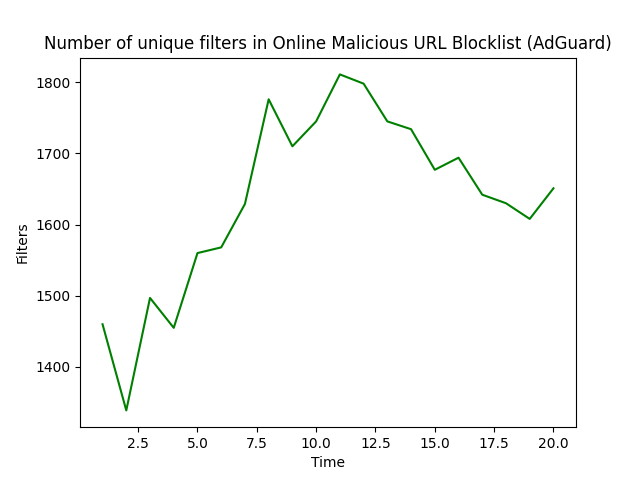 Number of unique filters in Online Malicious URL Blocklist (AdGuard)
1800
1700
1600
1500
1400
Filters
2.5 5.0 7.5 10.0 12.5 15.0 17.5 20.0
Time